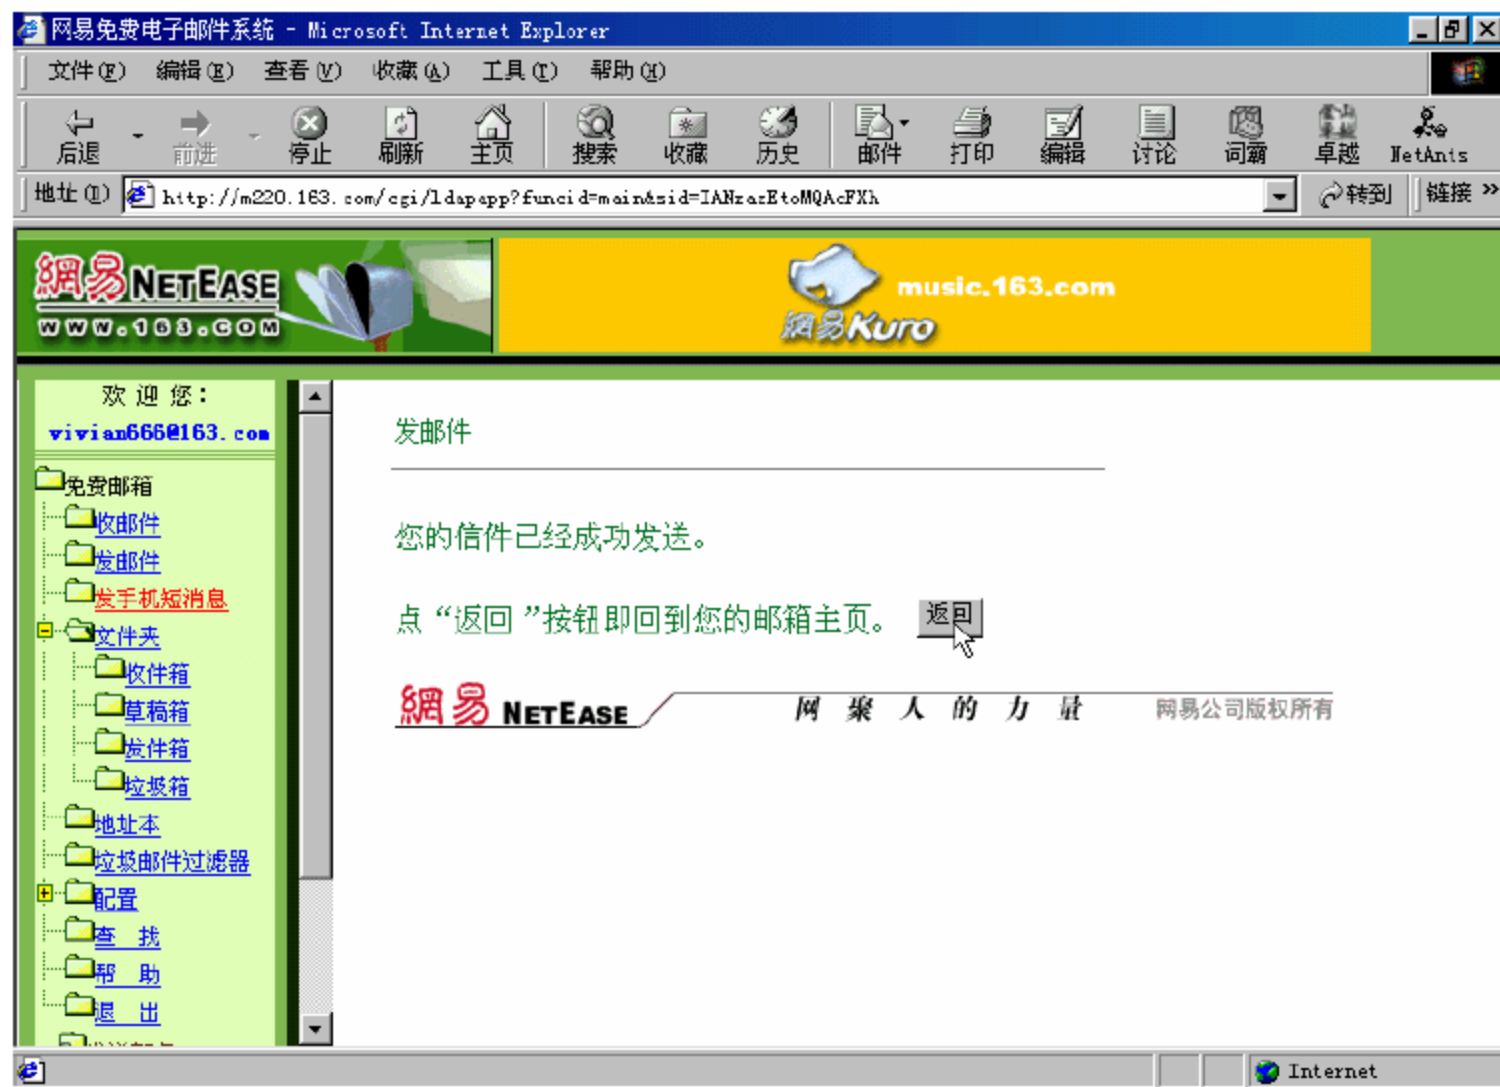 网易免费电子邮件系统 - Microsoft Internet Explorer
文件(F) 编辑(E) 查看(V) 收藏(A) 工具(T) 帮助(H)
后退 前进 停止 刷新 主页 搜索 收藏 历史 邮件 打印 编辑 讨论 词霸 卓越 NetAnts
地址(D) http://m220.163.com/cgi/ldapapp?funcid=main&sid=IANzazEtoMQAcFXh 转到 链接 »
網易 NETEASE
www.163.com
music.163.com
網易Kuro
欢 迎 您：
vivian666@163.com
免费邮箱
收邮件
发邮件
发手机短消息
文件夹
收件箱
草稿箱
发件箱
垃圾箱
地址本
垃圾邮件过滤器
配置
查 找
帮 助
退 出
发邮件
您的信件已经成功发送。
点“返回 ”按钮即回到您的邮箱主页。 返回
網易 NETEASE 网 聚 人 的 力 量 网易公司版权所有
Internet